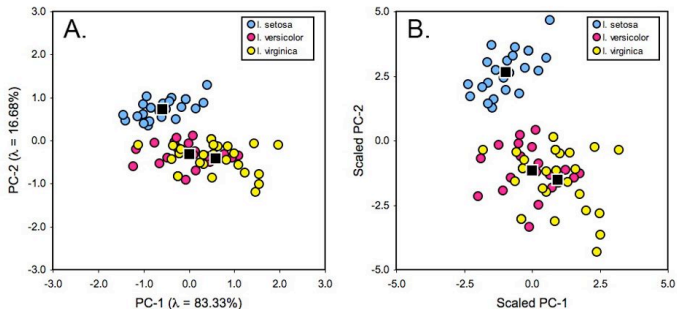 A.
I. setosa
I. versicolor
I. virginica
3.0
2.0
1.0
0.0
-1.0
-2.0
-3.0
PC-2 (λ = 16.68%)
-3.0 -2.0 -1.0 0.0 1.0 2.0 3.0
PC-1 (λ = 83.33%)
B.
I. setosa
I. versicolor
I. virginica
5.0
2.5
0.0
-2.5
-5.0
Scaled PC-2
-5.0 -2.5 0.0 2.5 5.0
Scaled PC-1